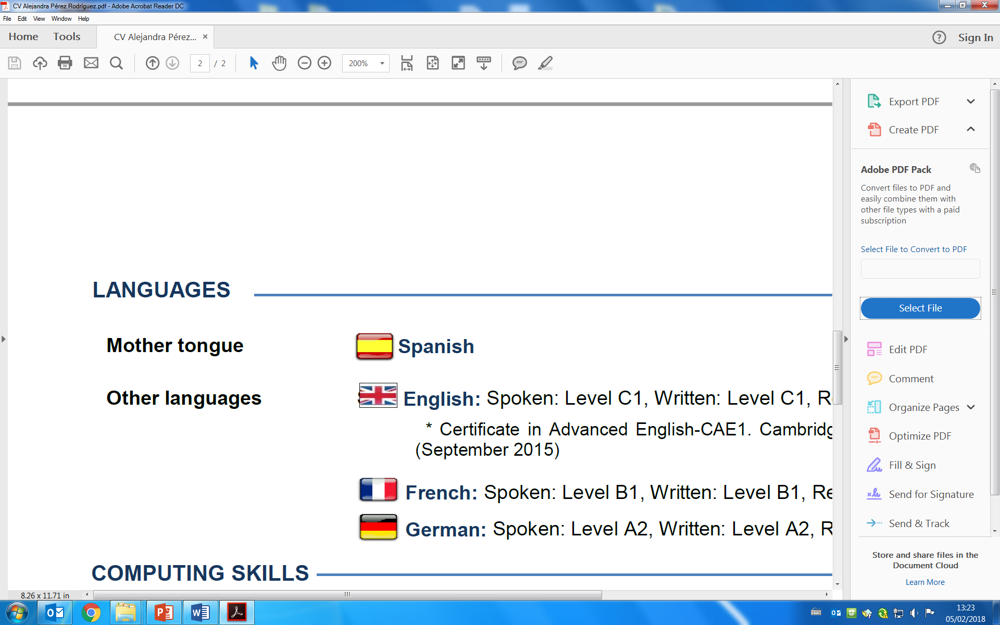 CV Alejandra Pérez Rodríguez.pdf - Adobe Acrobat Reader DC
File Edit View Window Help
Home Tools CV Alejandra Pérez... × ? Sign In
2 / 2 200%
Export PDF
Create PDF
Adobe PDF Pack
Convert files to PDF and
easily combine them with
other file types with a paid
subscription
Select File to Convert to PDF
Select File
Edit PDF
Comment
Organize Pages
Optimize PDF
Fill & Sign
Send for Signature
Send & Track
Store and share files in the
Document Cloud
Learn More
LANGUAGES
Mother tongue Spanish
Other languages English: Spoken: Level C1, Written: Level C1, R
* Certificate in Advanced English-CAE1. Cambridg
(September 2015)
French: Spoken: Level B1, Written: Level B1, Re
German: Spoken: Level A2, Written: Level A2, R
COMPUTING SKILLS
8.26 x 11.71 in
13:23
05/02/2018